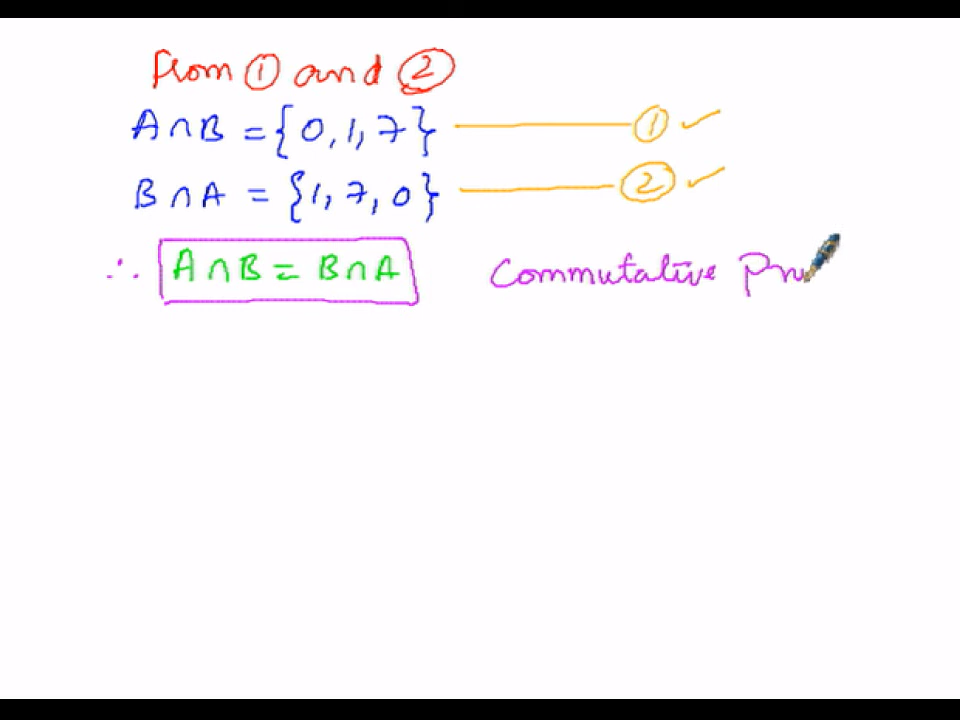 from ① and ②
A∩B = {0, 1, 7} ——— ① ✓
B∩A = {1, 7, 0} ——— ② ✓
∴ A∩B = B∩A Commutative